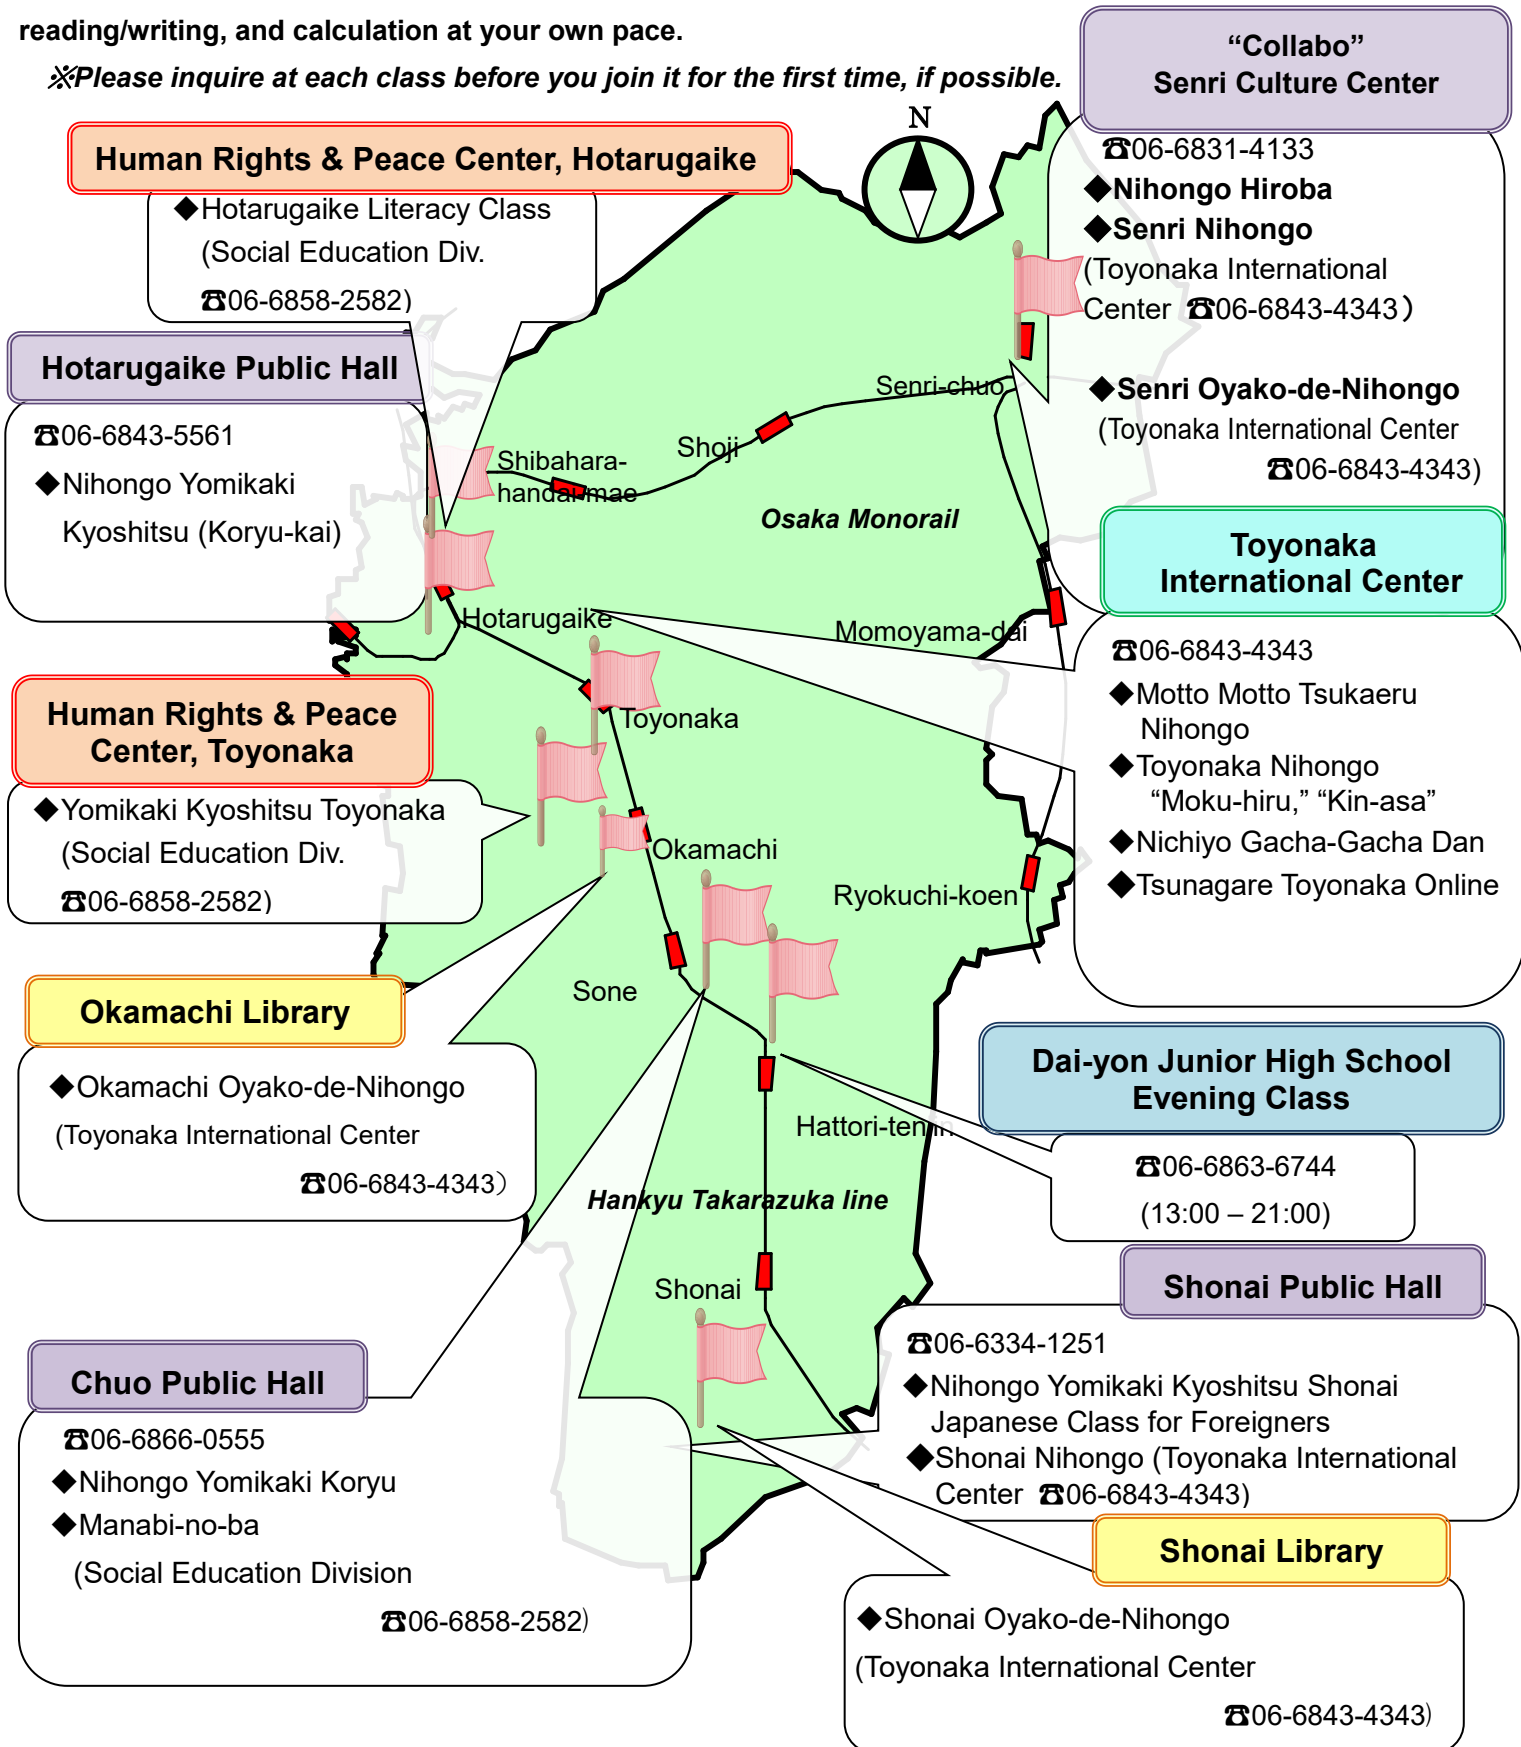 reading/writing, and calculation at your own pace.
※Please inquire at each class before you join it for the first time, if possible.
“Collabo”
Senri Culture Center
☎06-6831-4133
◆Nihongo Hiroba
◆Senri Nihongo
(Toyonaka International
Center ☎06-6843-4343）
◆Senri Oyako-de-Nihongo
(Toyonaka International Center
☎06-6843-4343)
N
Human Rights & Peace Center, Hotarugaike
◆Hotarugaike Literacy Class
(Social Education Div.
☎06-6858-2582)
Hotarugaike Public Hall
☎06-6843-5561
◆Nihongo Yomikaki
Kyoshitsu (Koryu-kai)
Senri-chuo
Shoji
Shibahara-
handai-mae
Osaka Monorail
Hotarugaike
Momoyama-dai
Toyonaka
International Center
☎06-6843-4343
◆Motto Motto Tsukaeru
Nihongo
◆Toyonaka Nihongo
“Moku-hiru,” “Kin-asa”
◆Nichiyo Gacha-Gacha Dan
◆Tsunagare Toyonaka Online
Human Rights & Peace
Center, Toyonaka
◆Yomikaki Kyoshitsu Toyonaka
(Social Education Div.
☎06-6858-2582)
Toyonaka
Okamachi
Ryokuchi-koen
Sone
Okamachi Library
◆Okamachi Oyako-de-Nihongo
(Toyonaka International Center
☎06-6843-4343）
Dai-yon Junior High School
Evening Class
☎06-6863-6744
(13:00 – 21:00)
Hattori-tenjin
Hankyu Takarazuka line
Shonai
Shonai Public Hall
☎06-6334-1251
◆Nihongo Yomikaki Kyoshitsu Shonai
Japanese Class for Foreigners
◆Shonai Nihongo (Toyonaka International
Center ☎06-6843-4343)
Chuo Public Hall
☎06-6866-0555
◆Nihongo Yomikaki Koryu
◆Manabi-no-ba
(Social Education Division
☎06-6858-2582)
Shonai Library
◆Shonai Oyako-de-Nihongo
(Toyonaka International Center
☎06-6843-4343)